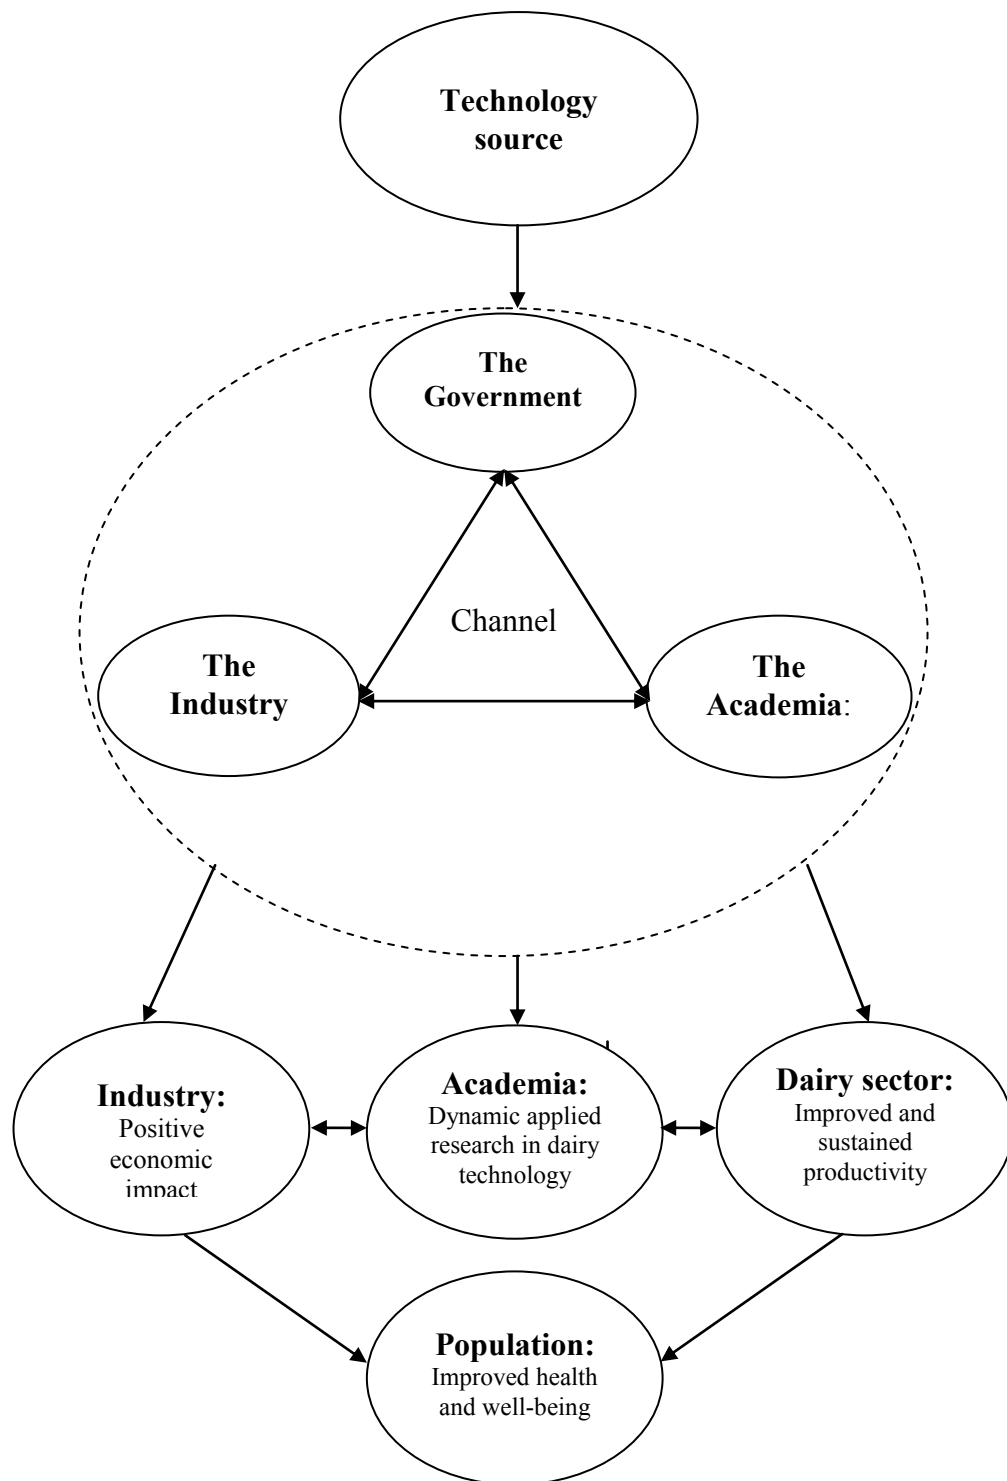 Technology
source
The
Government
Channel
The
Industry
The
Academia:
Industry:
Positive
economic
impact
Academia:
Dynamic applied
research in dairy
technology
Dairy sector:
Improved and
sustained
productivity
Population:
Improved health
and well-being